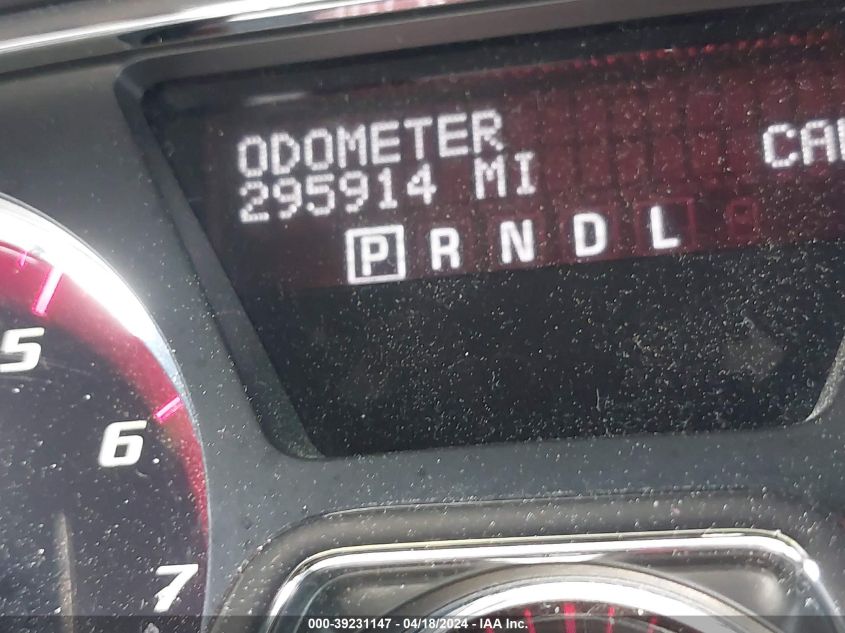 ODOMETER
295914 MI
P R N D L
5
6
7
000-39231147 - 04/18/2024 - IAA Inc.